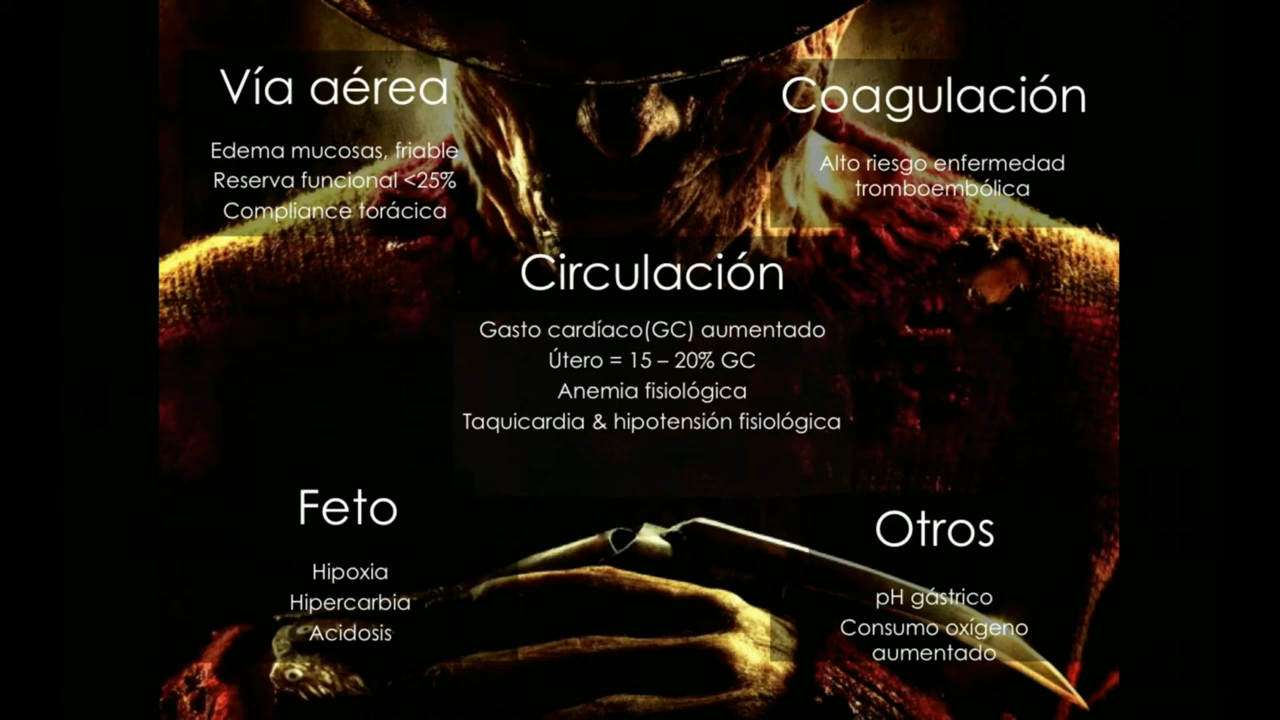 Vía aérea
Edema mucosas, friable
Reserva funcional <25%
Compliance torácica
Coagulación
Alto riesgo enfermedad
tromboembólica
Circulación
Gasto cardíaco(GC) aumentado
Útero = 15 – 20% GC
Anemia fisiológica
Taquicardia & hipotensión fisiológica
Feto
Hipoxia
Hipercarbia
Acidosis
Otros
pH gástrico
Consumo oxígeno
aumentado